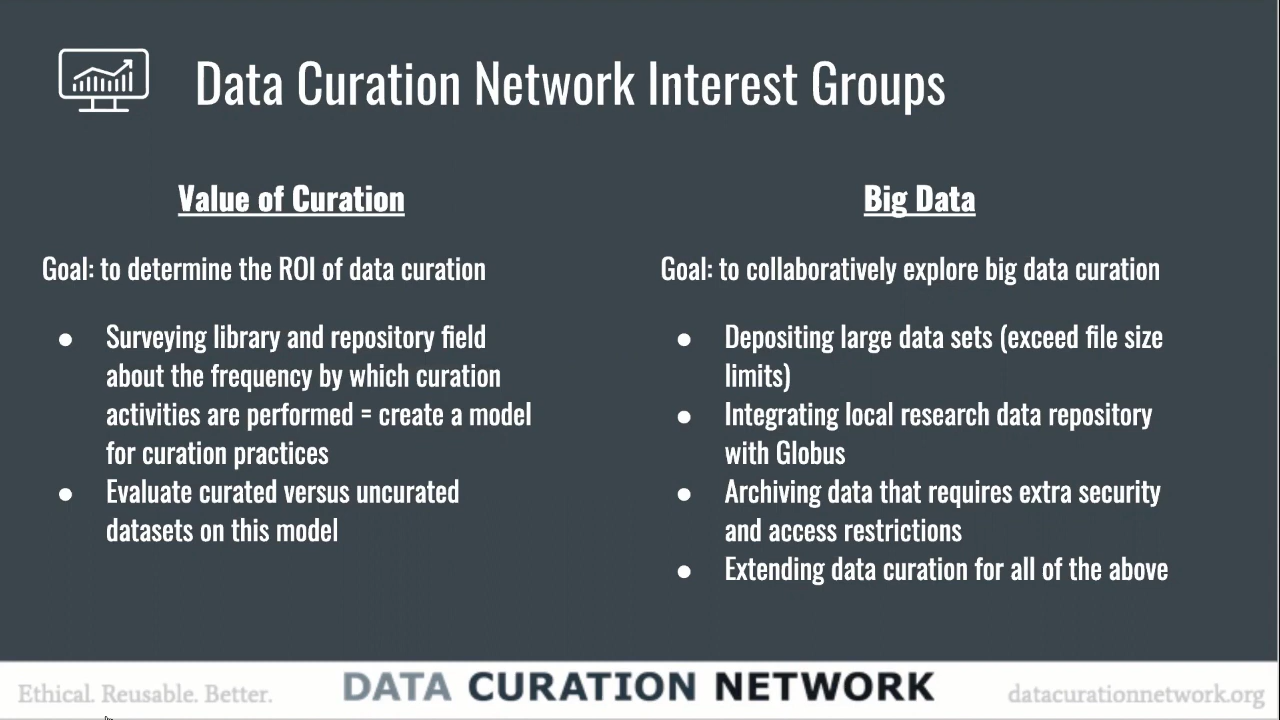 Data Curation Network Interest Groups
Value of Curation
Goal: to determine the ROI of data curation
● Surveying library and repository field
about the frequency by which curation
activities are performed = create a model
for curation practices
● Evaluate curated versus uncurated
datasets on this model
Big Data
Goal: to collaboratively explore big data curation
● Depositing large data sets (exceed file size
limits)
● Integrating local research data repository
with Globus
● Archiving data that requires extra security
and access restrictions
● Extending data curation for all of the above
Ethical. Reusable. Better.
DATA CURATION NETWORK
datacurationnetwork.org